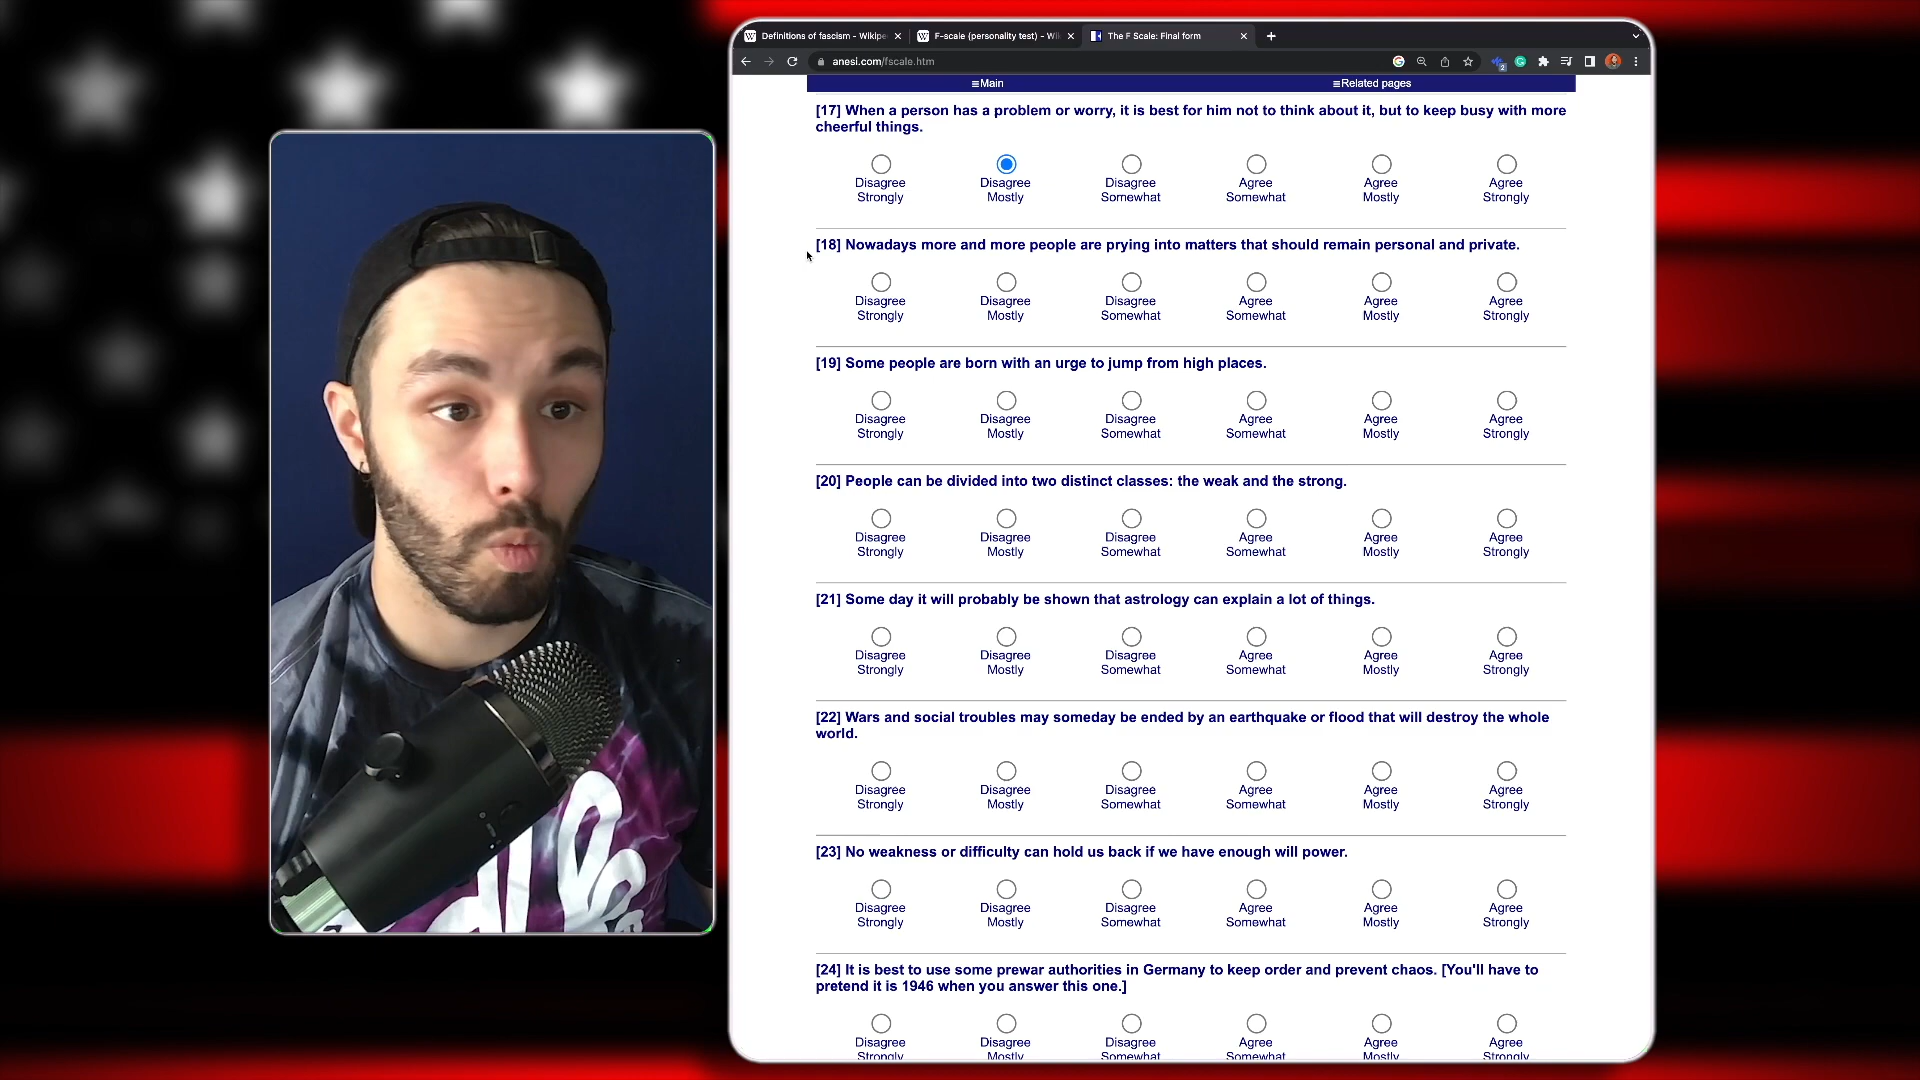 Definitions of fascism - Wikipe
F-scale (personality test) - Wi
The F Scale: Final form
anesi.com/fscale.htm
2
≡Main
≡Related pages
[17] When a person has a problem or worry, it is best for him not to think about it, but to keep busy with more
cheerful things.
Disagree Strongly
Disagree Mostly
Disagree Somewhat
Agree Somewhat
Agree Mostly
Agree Strongly
[18] Nowadays more and more people are prying into matters that should remain personal and private.
Disagree Strongly
Disagree Mostly
Disagree Somewhat
Agree Somewhat
Agree Mostly
Agree Strongly
[19] Some people are born with an urge to jump from high places.
Disagree Strongly
Disagree Mostly
Disagree Somewhat
Agree Somewhat
Agree Mostly
Agree Strongly
[20] People can be divided into two distinct classes: the weak and the strong.
Disagree Strongly
Disagree Mostly
Disagree Somewhat
Agree Somewhat
Agree Mostly
Agree Strongly
[21] Some day it will probably be shown that astrology can explain a lot of things.
Disagree Strongly
Disagree Mostly
Disagree Somewhat
Agree Somewhat
Agree Mostly
Agree Strongly
[22] Wars and social troubles may someday be ended by an earthquake or flood that will destroy the whole
world.
Disagree Strongly
Disagree Mostly
Disagree Somewhat
Agree Somewhat
Agree Mostly
Agree Strongly
[23] No weakness or difficulty can hold us back if we have enough will power.
Disagree Strongly
Disagree Mostly
Disagree Somewhat
Agree Somewhat
Agree Mostly
Agree Strongly
[24] It is best to use some prewar authorities in Germany to keep order and prevent chaos. [You'll have to
pretend it is 1946 when you answer this one.]
Disagree Strongly
Disagree Mostly
Disagree Somewhat
Agree Somewhat
Agree Mostly
Agree Strongly